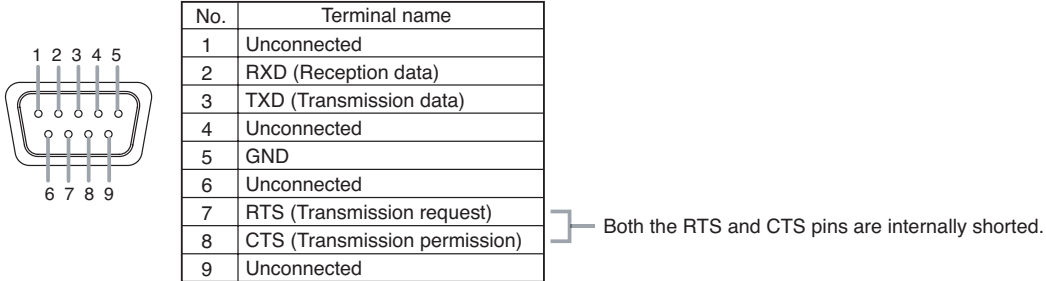 1 2 3 4 5
6 7 8 9
No. Terminal name
1 Unconnected
2 RXD (Reception data)
3 TXD (Transmission data)
4 Unconnected
5 GND
6 Unconnected
7 RTS (Transmission request)
8 CTS (Transmission permission)
9 Unconnected
Both the RTS and CTS pins are internally shorted.